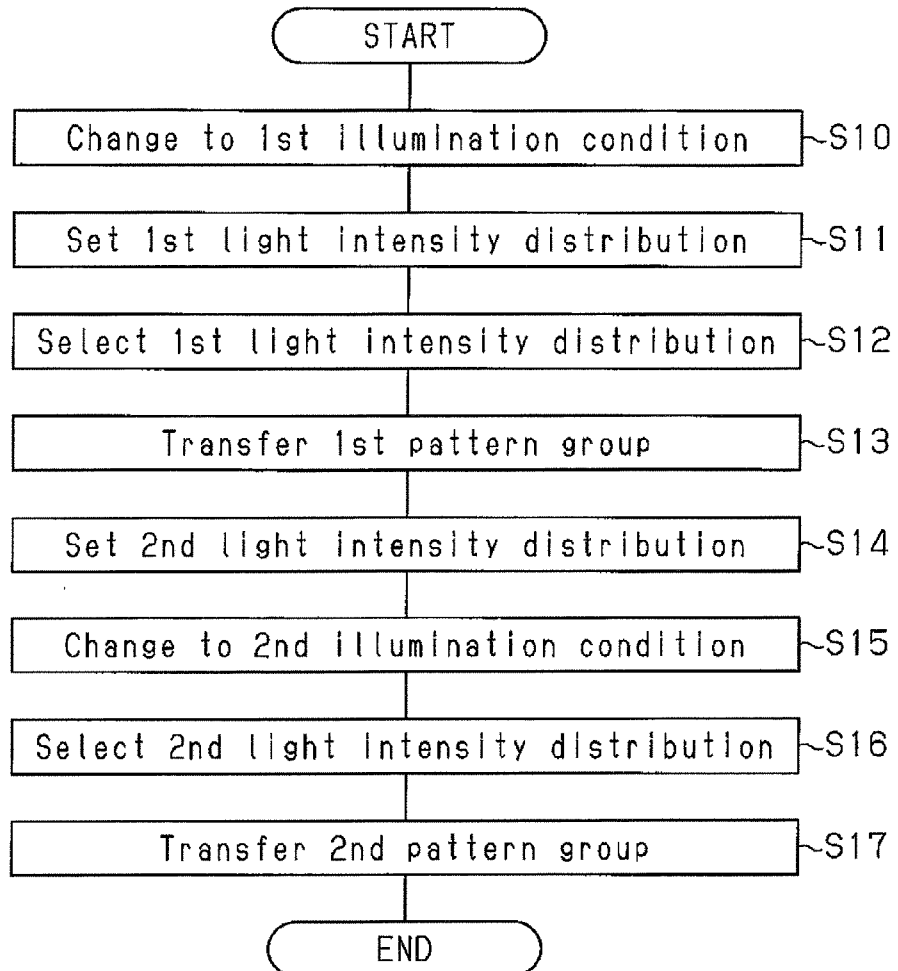 START
Change to 1st illumination condition ~S10
Set 1st light intensity distribution ~S11
Select 1st light intensity distribution ~S12
Transfer 1st pattern group ~S13
Set 2nd light intensity distribution ~S14
Change to 2nd illumination condition ~S15
Select 2nd light intensity distribution ~S16
Transfer 2nd pattern group ~S17
END